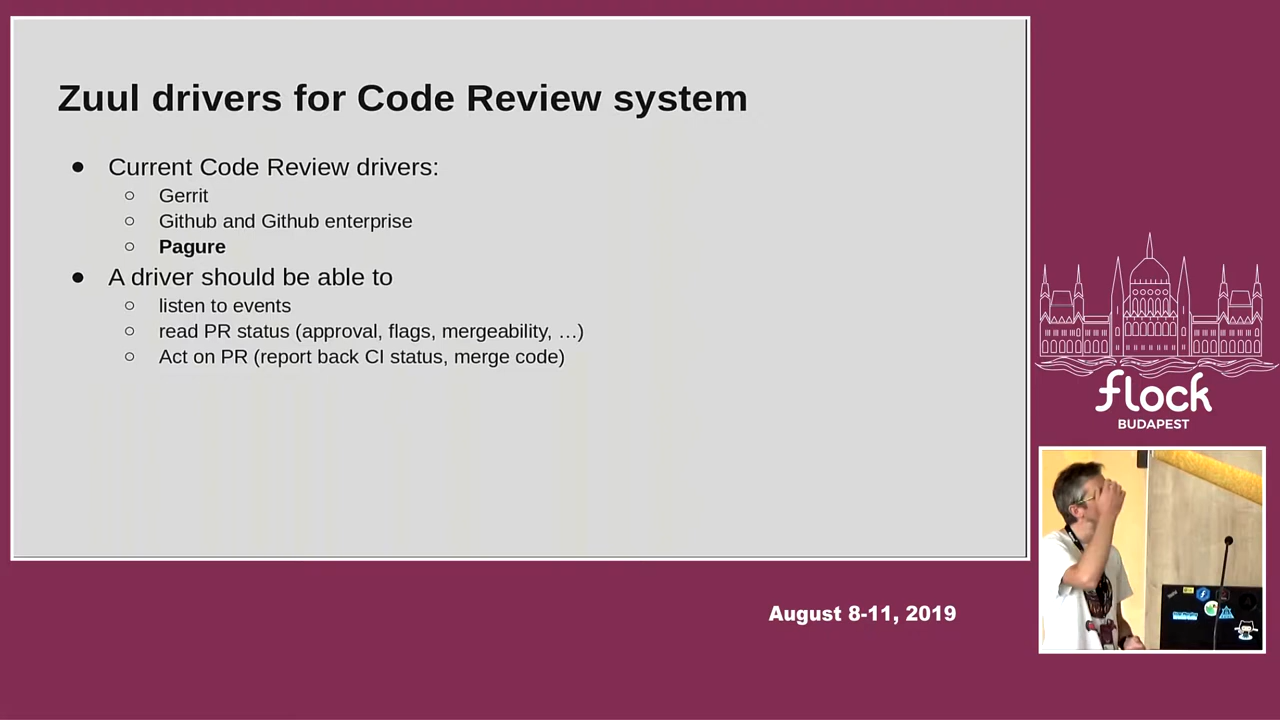 Zuul drivers for Code Review system
● Current Code Review drivers:
○ Gerrit
○ Github and Github enterprise
○ Pagure
● A driver should be able to
○ listen to events
○ read PR status (approval, flags, mergeability, …)
○ Act on PR (report back CI status, merge code)
flock
BUDAPEST
August 8-11, 2019